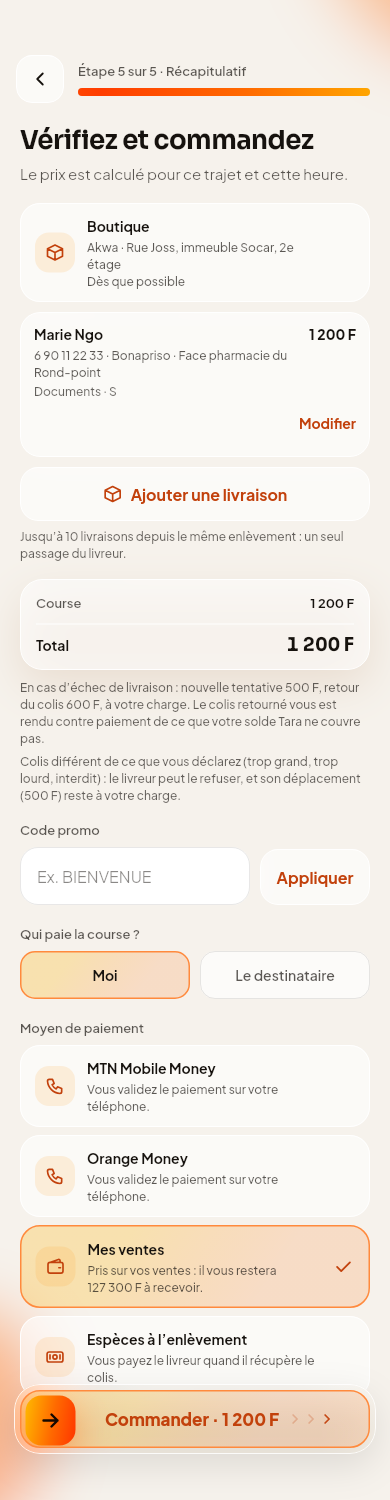 Étape 5 sur 5 · Récapitulatif
Vérifiez et commandez
Le prix est calculé pour ce trajet et cette heure.
Boutique
Akwa · Rue Joss, immeuble Socar, 2e
étage
Dès que possible
Marie Ngo
1 200 F
6 90 11 22 33 · Bonapriso · Face pharmacie du
Rond-point
Documents · S
Modifier
Ajouter une livraison
Jusqu'à 10 livraisons depuis le même enlèvement : un seul
passage du livreur.
Course
1 200 F
Total
1 200 F
En cas d'échec de livraison : nouvelle tentative 500 F, retour
du colis 600 F, à votre charge. Le colis retourné vous est
rendu contre paiement de ce que votre solde Tara ne couvre
pas.
Colis différent de ce que vous déclarez (trop grand, trop
lourd, interdit) : le livreur peut le refuser, et son déplacement
(500 F) reste à votre charge.
Code promo
Ex. BIENVENUE
Appliquer
Qui paie la course ?
Moi
Le destinataire
Moyen de paiement
MTN Mobile Money
Vous validez le paiement sur votre
téléphone.
Orange Money
Vous validez le paiement sur votre
téléphone.
Mes ventes
Pris sur vos ventes : il vous restera
127 300 F à recevoir.
Espèces à l'enlèvement
Vous payez le livreur quand il récupère le
colis.
Commander · 1 200 F